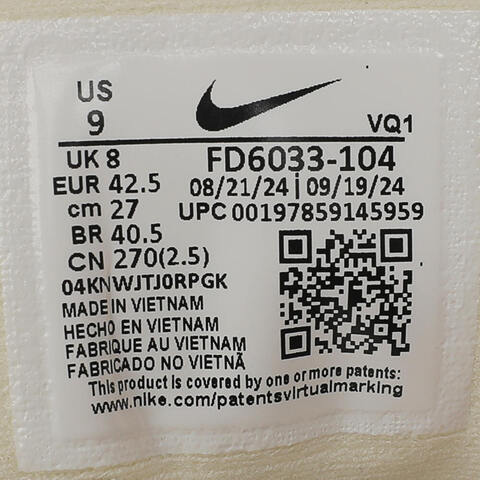 US
9
VQ1
UK 8
FD6033-104
EUR 42.5
08/21/24 | 09/19/24
cm 27
UPC 00197859145959
BR 40.5
CN 270(2.5)
04KNWJTJ0RPGK
MADE IN VIETNAM
HECHO EN VIETNAM
FABRIQUE AU VIETNAM
FABRICADO NO VIETNÃ
This product is covered by one or more patents:
www.nike.com/patentsvirtualmarking